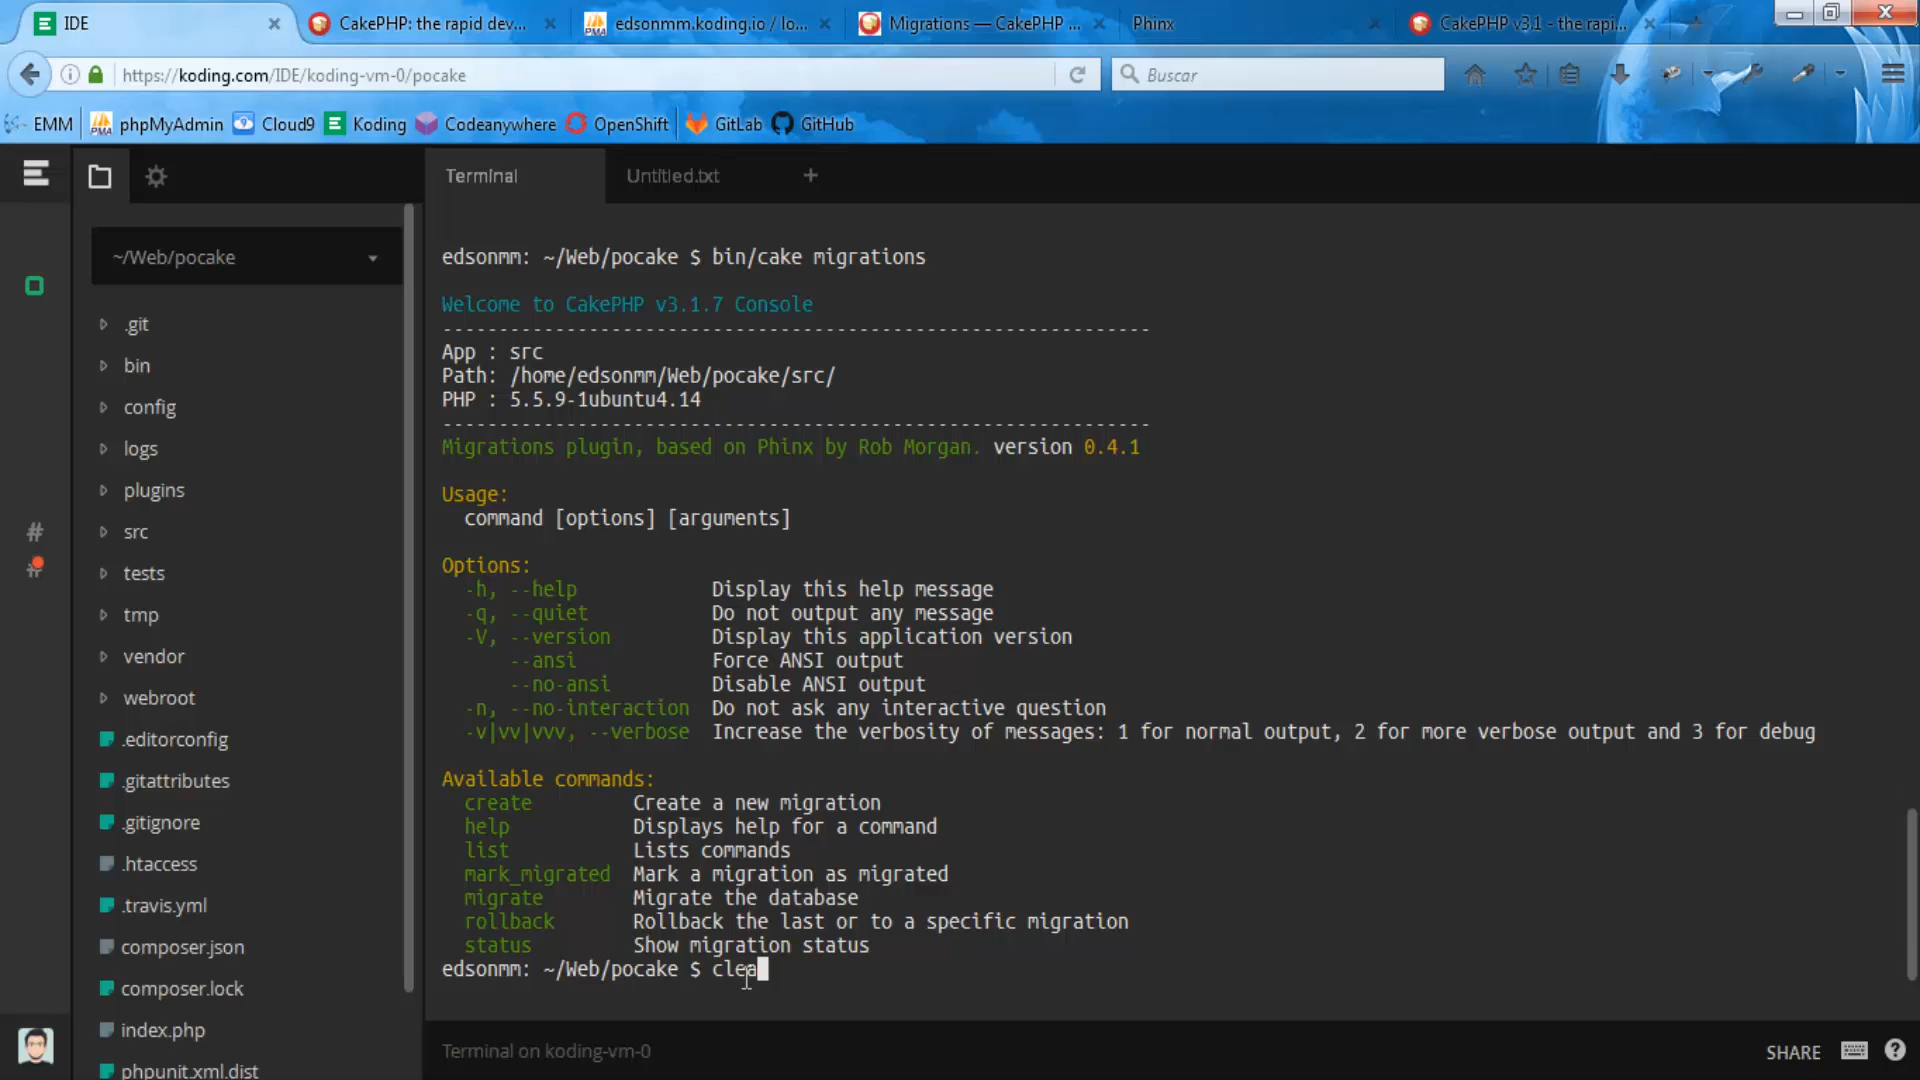 IDE
CakePHP: the rapid dev...
edsonmm.koding.io / lo...
Migrations — CakePHP ...
Phinx
CakePHP v3.1 - the rapi...
https://koding.com/IDE/koding-vm-0/pocake
Buscar
EMM
phpMyAdmin
Cloud9
Koding
Codeanywhere
OpenShift
GitLab
GitHub
Terminal
Untitled.txt
+
~/Web/pocake
.git
bin
config
logs
plugins
src
tests
tmp
vendor
webroot
.editorconfig
.gitattributes
.gitignore
.htaccess
.travis.yml
composer.json
composer.lock
index.php
phpunit.xml.dist
edsonmm: ~/Web/pocake $ bin/cake migrations
Welcome to CakePHP v3.1.7 Console
---------------------------------------------------------------
App : src
Path: /home/edsonmm/Web/pocake/src/
PHP : 5.5.9-1ubuntu4.14
---------------------------------------------------------------
Migrations plugin, based on Phinx by Rob Morgan. version 0.4.1
Usage:
command [options] [arguments]
Options:
-h, --help Display this help message
-q, --quiet Do not output any message
-V, --version Display this application version
--ansi Force ANSI output
--no-ansi Disable ANSI output
-n, --no-interaction Do not ask any interactive question
-v|vv|vvv, --verbose Increase the verbosity of messages: 1 for normal output, 2 for more verbose output and 3 for debug
Available commands:
create Create a new migration
help Displays help for a command
list Lists commands
mark_migrated Mark a migration as migrated
migrate Migrate the database
rollback Rollback the last or to a specific migration
status Show migration status
edsonmm: ~/Web/pocake $ clea
Terminal on koding-vm-0
SHARE